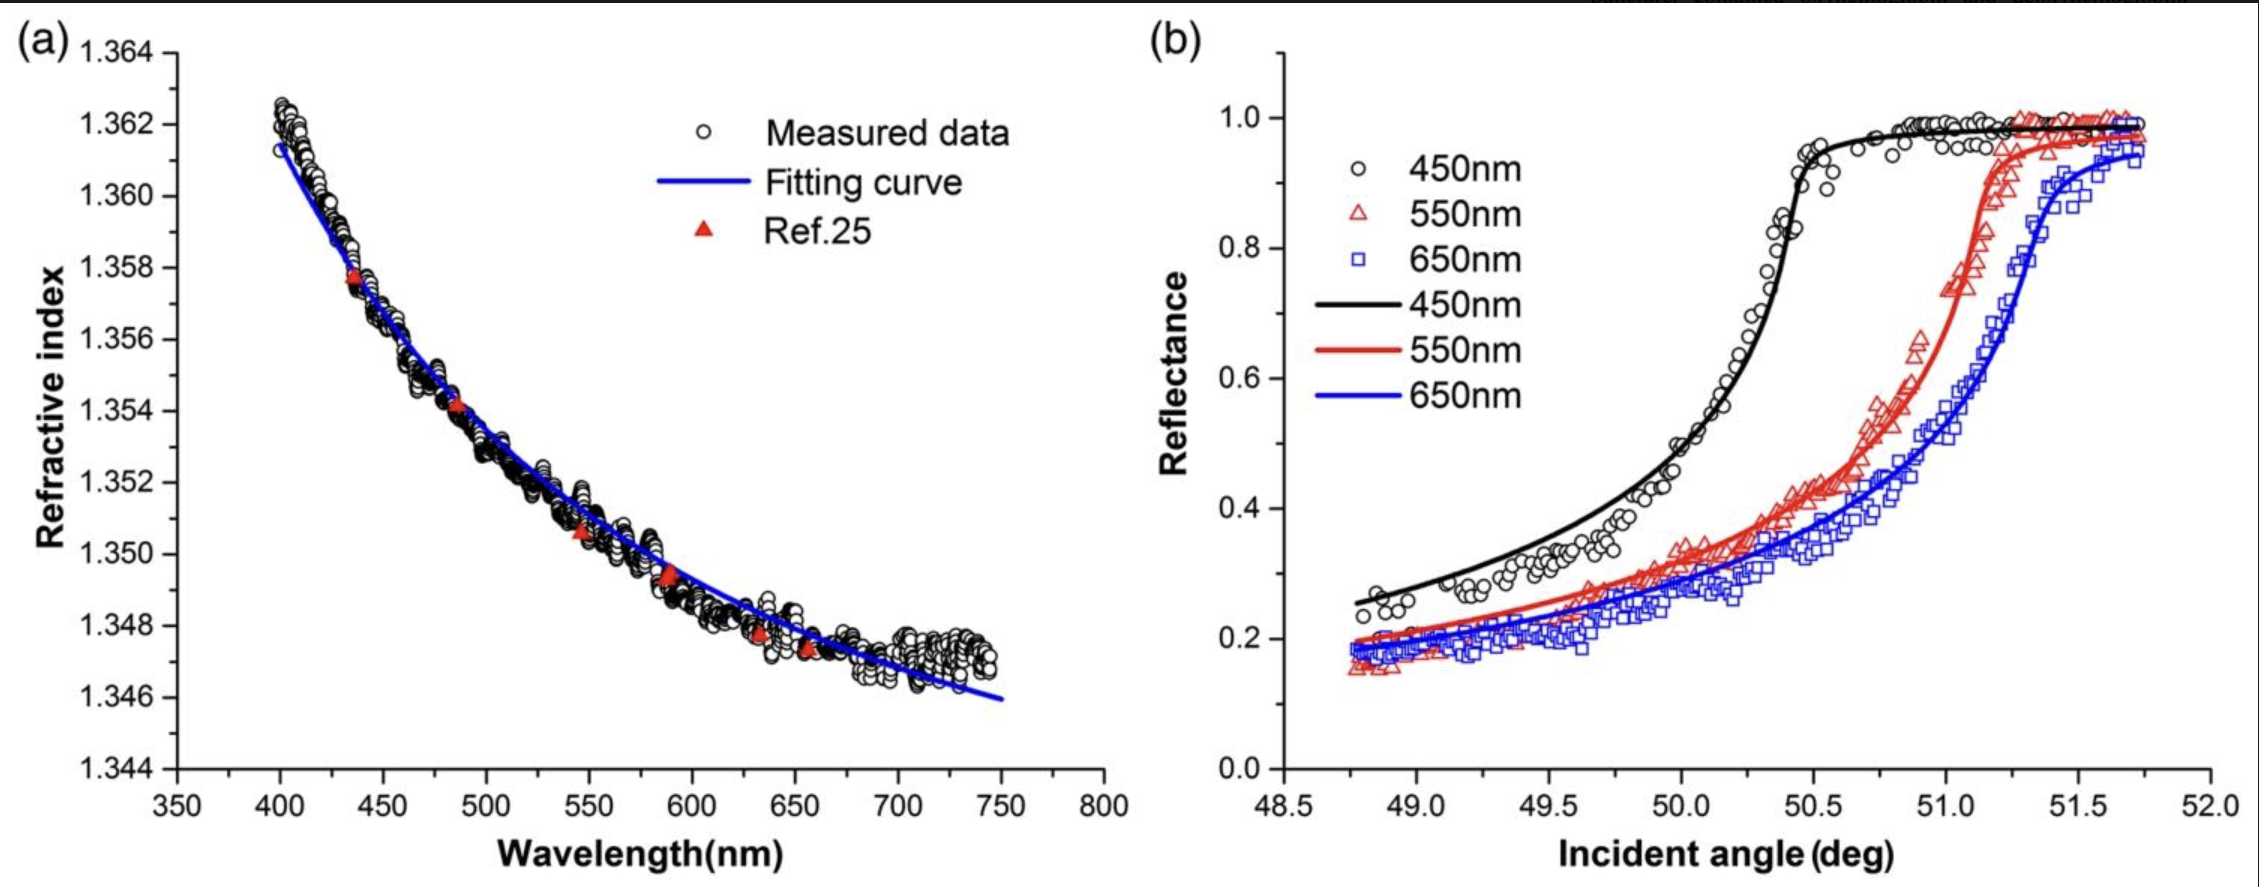 (a)
1.364
1.362
1.360
1.358
1.356
1.354
1.352
1.350
1.348
1.346
1.344
Refractive index
Measured data
Fitting curve
Ref.25
350 400 450 500 550 600 650 700 750 800
Wavelength(nm)
(b)
1.0
0.8
0.6
0.4
0.2
0.0
Reflectance
450nm
550nm
650nm
450nm
550nm
650nm
48.5 49.0 49.5 50.0 50.5 51.0 51.5 52.0
Incident angle (deg)